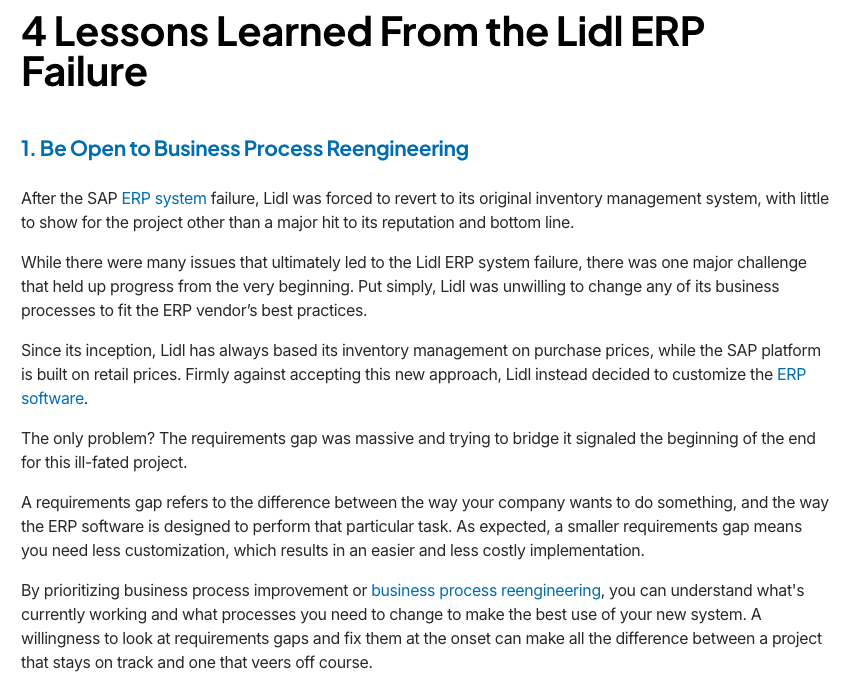 4 Lessons Learned From the Lidl ERP
Failure
1. Be Open to Business Process Reengineering
After the SAP ERP system failure, Lidl was forced to revert to its original inventory management system, with little
to show for the project other than a major hit to its reputation and bottom line.
While there were many issues that ultimately led to the Lidl ERP system failure, there was one major challenge
that held up progress from the very beginning. Put simply, Lidl was unwilling to change any of its business
processes to fit the ERP vendor’s best practices.
Since its inception, Lidl has always based its inventory management on purchase prices, while the SAP platform
is built on retail prices. Firmly against accepting this new approach, Lidl instead decided to customize the ERP
software.
The only problem? The requirements gap was massive and trying to bridge it signaled the beginning of the end
for this ill-fated project.
A requirements gap refers to the difference between the way your company wants to do something, and the way
the ERP software is designed to perform that particular task. As expected, a smaller requirements gap means
you need less customization, which results in an easier and less costly implementation.
By prioritizing business process improvement or business process reengineering, you can understand what's
currently working and what processes you need to change to make the best use of your new system. A
willingness to look at requirements gaps and fix them at the onset can make all the difference between a project
that stays on track and one that veers off course.